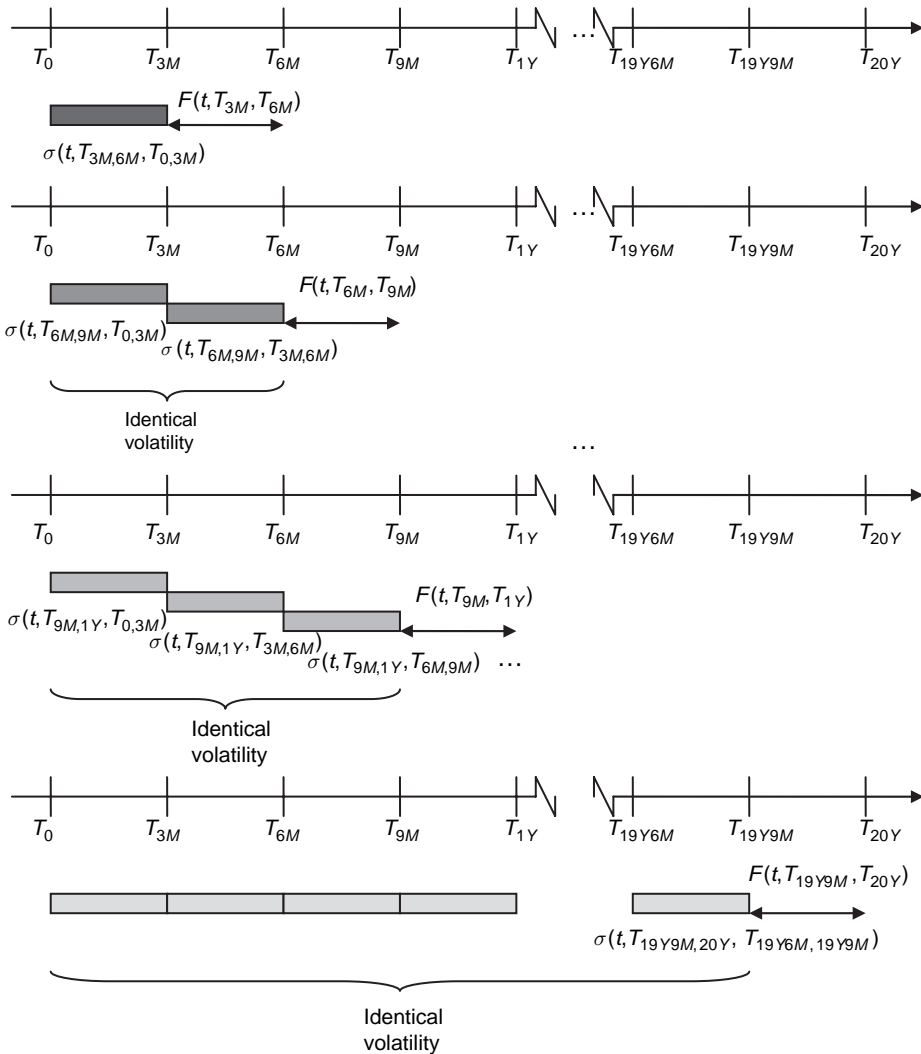 ...
T0 T3M T6M T9M T1Y T19Y6M T19Y9M T20Y
F(t,T3M,T6M)
σ(t,T3M,6M,T0,3M)
...
T0 T3M T6M T9M T1Y T19Y6M T19Y9M T20Y
F(t,T6M,T9M)
σ(t,T6M,9M,T0,3M)
σ(t,T6M,9M,T3M,6M)
Identical
volatility
...
T0 T3M T6M T9M T1Y T19Y6M T19Y9M T20Y
F(t,T9M,T1Y)
σ(t,T9M,1Y,T0,3M)
σ(t,T9M,1Y,T3M,6M)
σ(t,T9M,1Y,T6M,9M) ...
Identical
volatility
T0 T3M T6M T9M T1Y T19Y6M T19Y9M T20Y
F(t,T19Y9M,T20Y)
σ(t,T19Y9M,20Y, T19Y6M,19Y9M)
Identical
volatility